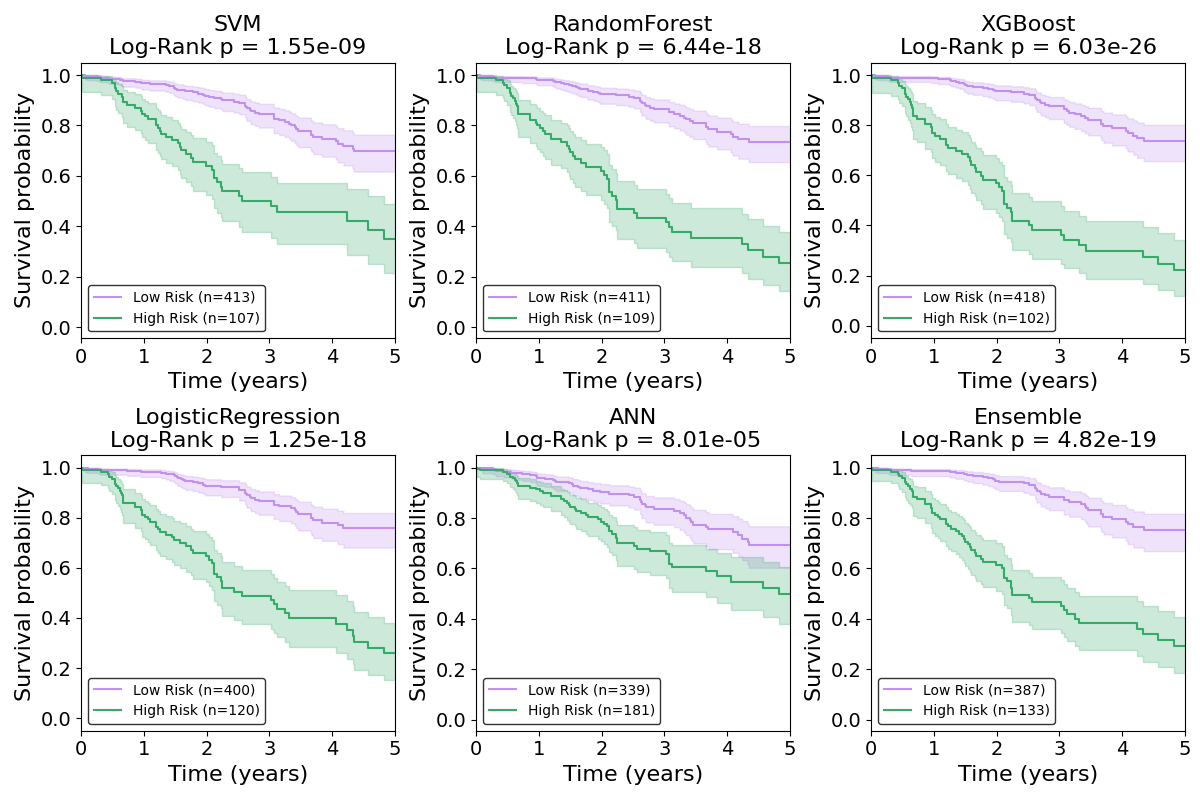 SVM
Log-Rank p = 1.55e-09
Survival probability
1.0
0.8
0.6
0.4
0.2
0.0
Low Risk (n=413)
High Risk (n=107)
0 1 2 3 4 5
Time (years)
RandomForest
Log-Rank p = 6.44e-18
Survival probability
1.0
0.8
0.6
0.4
0.2
0.0
Low Risk (n=411)
High Risk (n=109)
0 1 2 3 4 5
Time (years)
XGBoost
Log-Rank p = 6.03e-26
Survival probability
1.0
0.8
0.6
0.4
0.2
0.0
Low Risk (n=418)
High Risk (n=102)
0 1 2 3 4 5
Time (years)
LogisticRegression
Log-Rank p = 1.25e-18
Survival probability
1.0
0.8
0.6
0.4
0.2
0.0
Low Risk (n=400)
High Risk (n=120)
0 1 2 3 4 5
Time (years)
ANN
Log-Rank p = 8.01e-05
Survival probability
1.0
0.8
0.6
0.4
0.2
0.0
Low Risk (n=339)
High Risk (n=181)
0 1 2 3 4 5
Time (years)
Ensemble
Log-Rank p = 4.82e-19
Survival probability
1.0
0.8
0.6
0.4
0.2
0.0
Low Risk (n=387)
High Risk (n=133)
0 1 2 3 4 5
Time (years)